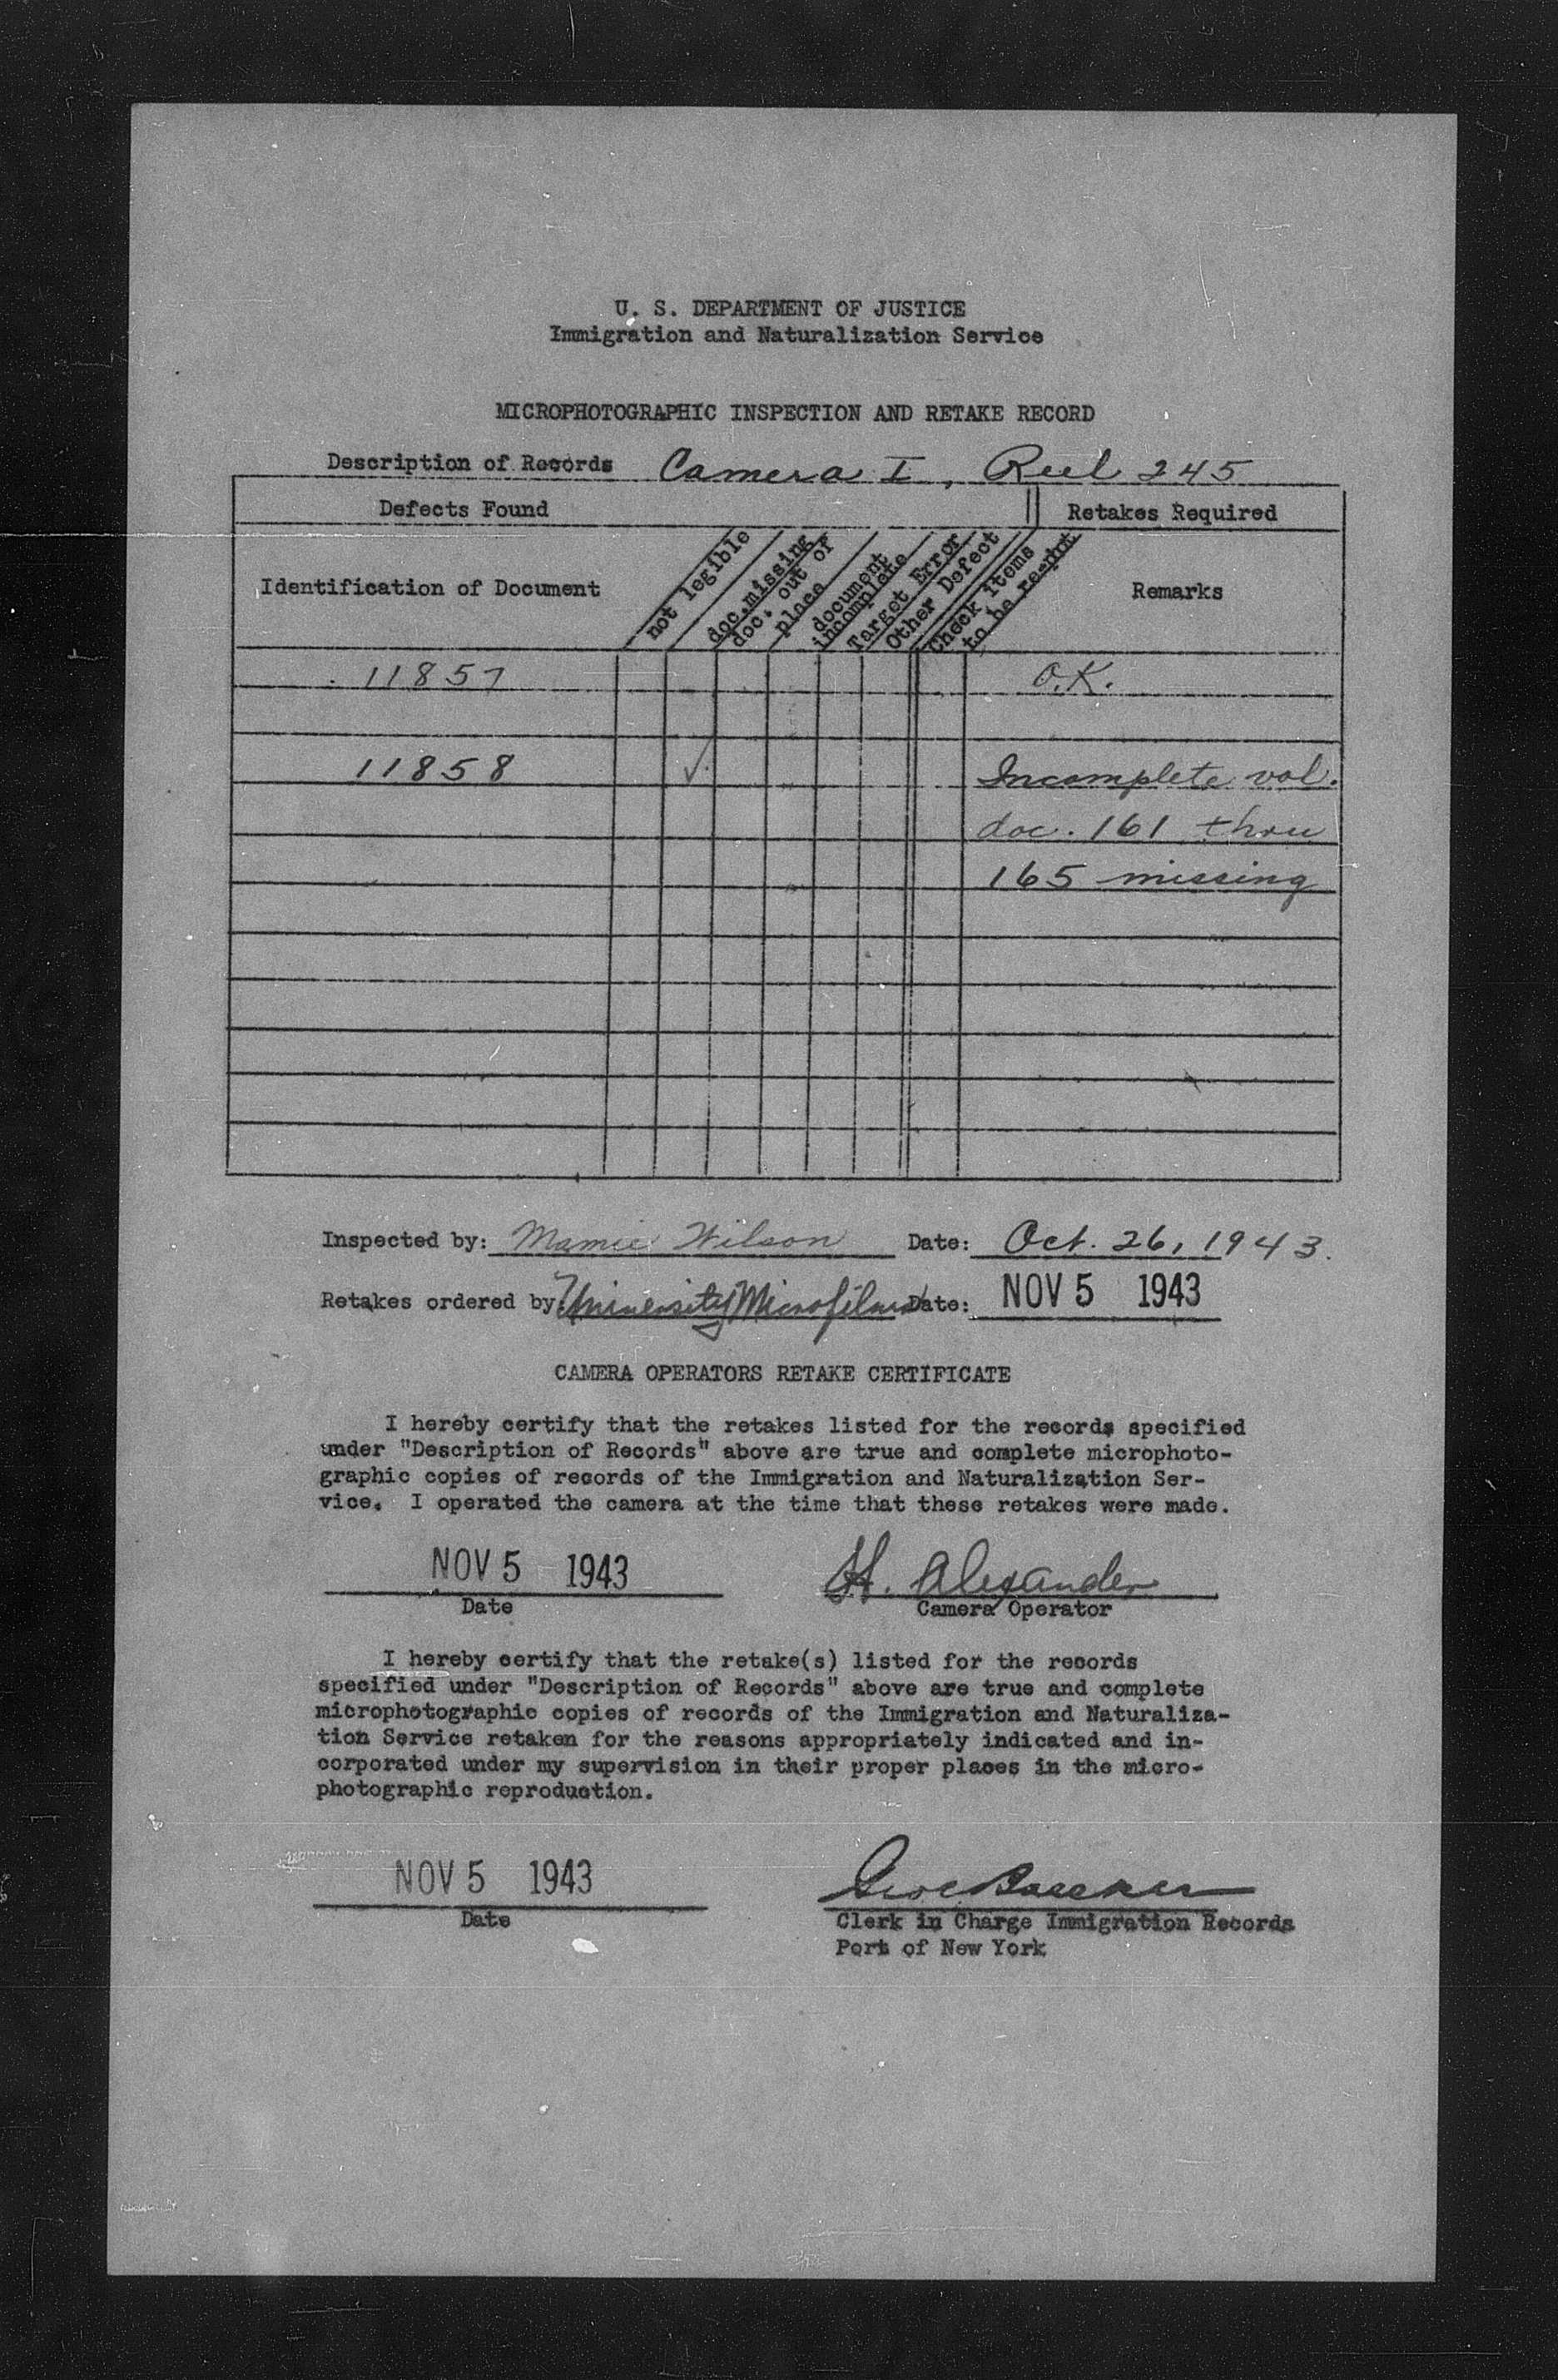 U. S. DEPARTMENT OF JUSTICE
Immigration and Naturalization Service
MICROPHOTOGRAPHIC INSPECTION AND RETAKE RECORD
Description of Records Camera I, Reel 245
Defects Found Retakes Required
Identification of Document not legible doc. missing doc. out of place document incomplete Target Error Other Defect Check items Remarks
to be
11857 O.K.
11858 ✓ Incomplete vol.
doc. 161 thru
165 missing
Inspected by: Mamie Wilson Date: Oct. 26, 1943.
Retakes ordered by: University Microfilms Date: NOV 5 1943
CAMERA OPERATORS RETAKE CERTIFICATE
I hereby certify that the retakes listed for the records specified
under "Description of Records" above are true and complete microphoto-
graphic copies of records of the Immigration and Naturalization Ser-
vice. I operated the camera at the time that these retakes were made.
NOV 5 1943 H. Alexander
Date Camera Operator
I hereby certify that the retake(s) listed for the records
specified under "Description of Records" above are true and complete
microphotographic copies of records of the Immigration and Naturaliza-
tion Service retaken for the reasons appropriately indicated and in-
corporated under my supervision in their proper places in the micro-
photographic reproduction.
NOV 5 1943
Date Clerk in Charge Immigration Records
Port of New York